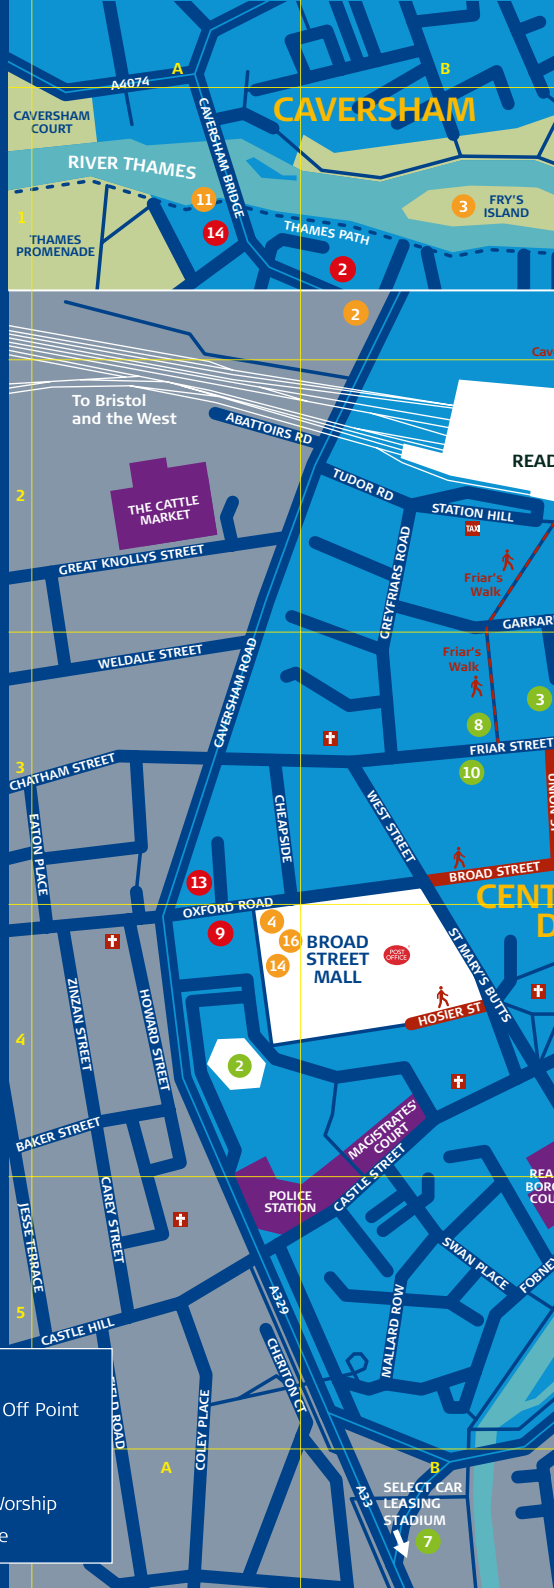 A
B
A4074
CAVERSHAM
COURT
CAVERSHAM
CAVERSHAM BRIDGE
RIVER THAMES
11
3
FRY'S
ISLAND
1
14
THAMES PATH
THAMES
PROMENADE
2
2
Cav
To Bristol
and the West
ABATTOIRS RD
READ
TUDOR RD
2
THE CATTLE
MARKET
STATION HILL
TAXI
GREAT KNOLLYS STREET
GREYFRIARS ROAD
Friar's
Walk
GARRAR
WELDALE STREET
CAVERSHAM ROAD
Friar's
Walk
3
8
FRIAR STREET
3
CHATHAM STREET
10
UNION S
EATON PLACE
CHEAPSIDE
WEST STREET
BROAD STREET
13
CENT
D
OXFORD ROAD
4
9
16
14
BROAD
STREET
MALL
POST
OFFICE
ST MARY'S BUTTS
ZINZAN STREET
HOWARD STREET
HOSIER ST
4
2
BAKER STREET
MAGISTRATES'
COURT
CASTLE STREET
POLICE
STATION
REA
BORO
COU
JESSE TERRACE
CAREY STREET
SWAN PLACE
FOBNEY
5
A329
MALLARD ROW
CASTLE HILL
CHERITON CT
Off Point
FIELD ROAD
COLEY PLACE
A
B
A33
SELECT CAR
LEASING
STADIUM
7
Worship
e